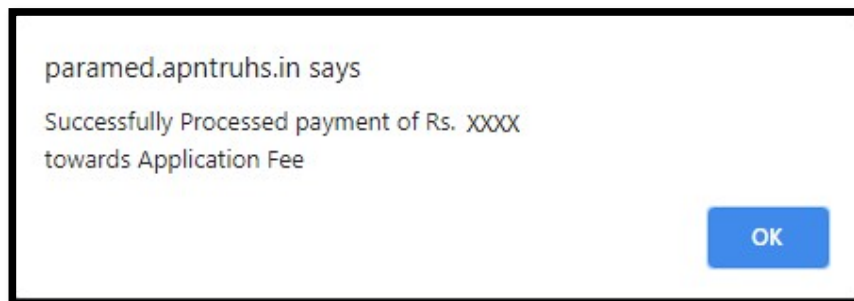 paramed.apntruhs.in says
Successfully Processed payment of Rs. XXXX
towards Application Fee
OK